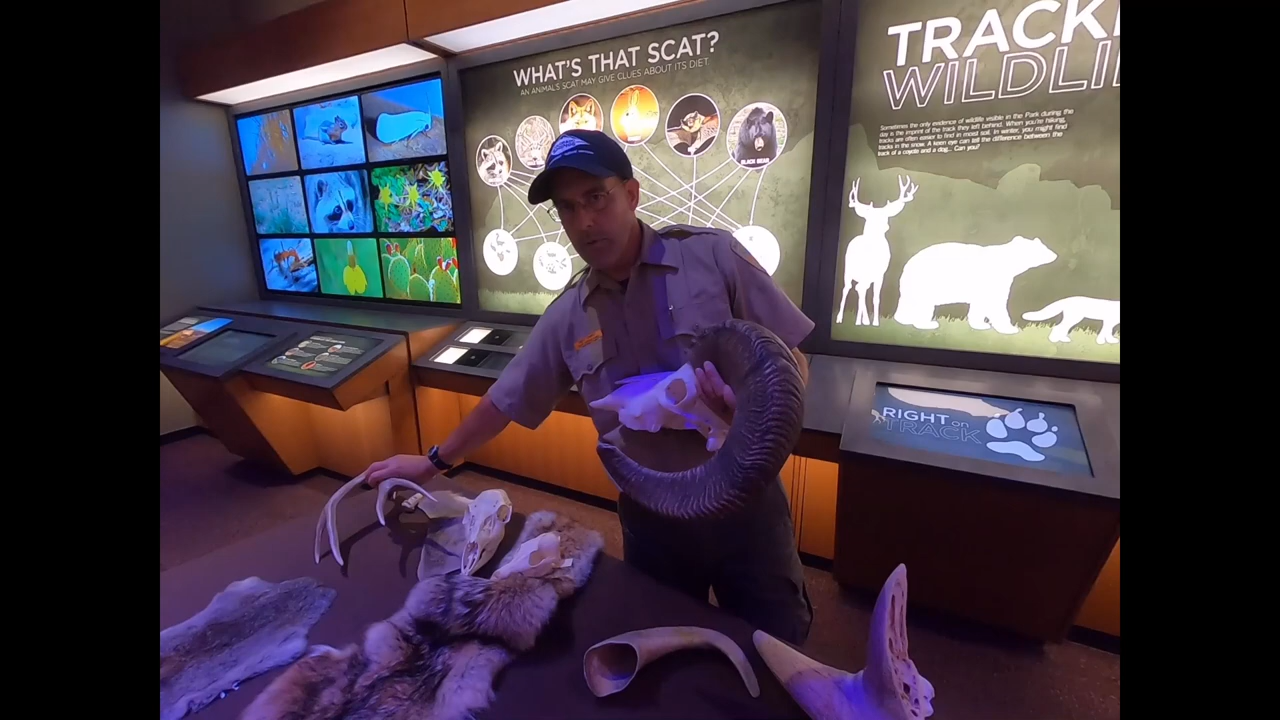 WHAT'S THAT SCAT?
AN ANIMAL'S SCAT MAY GIVE CLUES ABOUT ITS DIET.
BLACK BEAR
TRACKI
WILDLI
Sometimes the only evidence of wildlife visible in the Park during the
day is the imprint of the track they left behind. When you're hiking,
tracks are often easier to find in moist soil. In winter, you might find
tracks in the snow. A keen eye can tell the difference between the
track of a coyote and a dog... Can you?
RIGHT on
TRACK